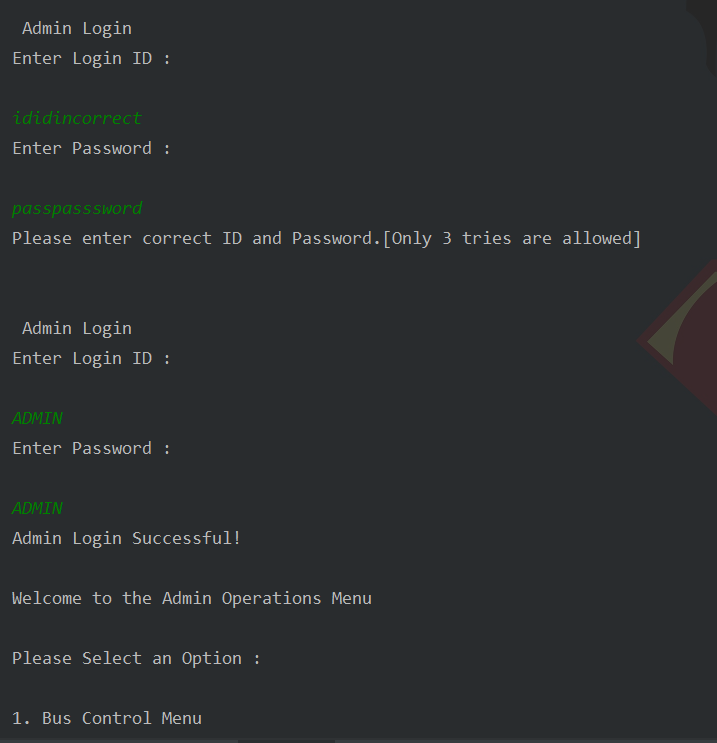 Admin Login
Enter Login ID :
ididincorrect
Enter Password :
passpasssword
Please enter correct ID and Password.[Only 3 tries are allowed]
Admin Login
Enter Login ID :
ADMIN
Enter Password :
ADMIN
Admin Login Successful!
Welcome to the Admin Operations Menu
Please Select an Option :
1. Bus Control Menu